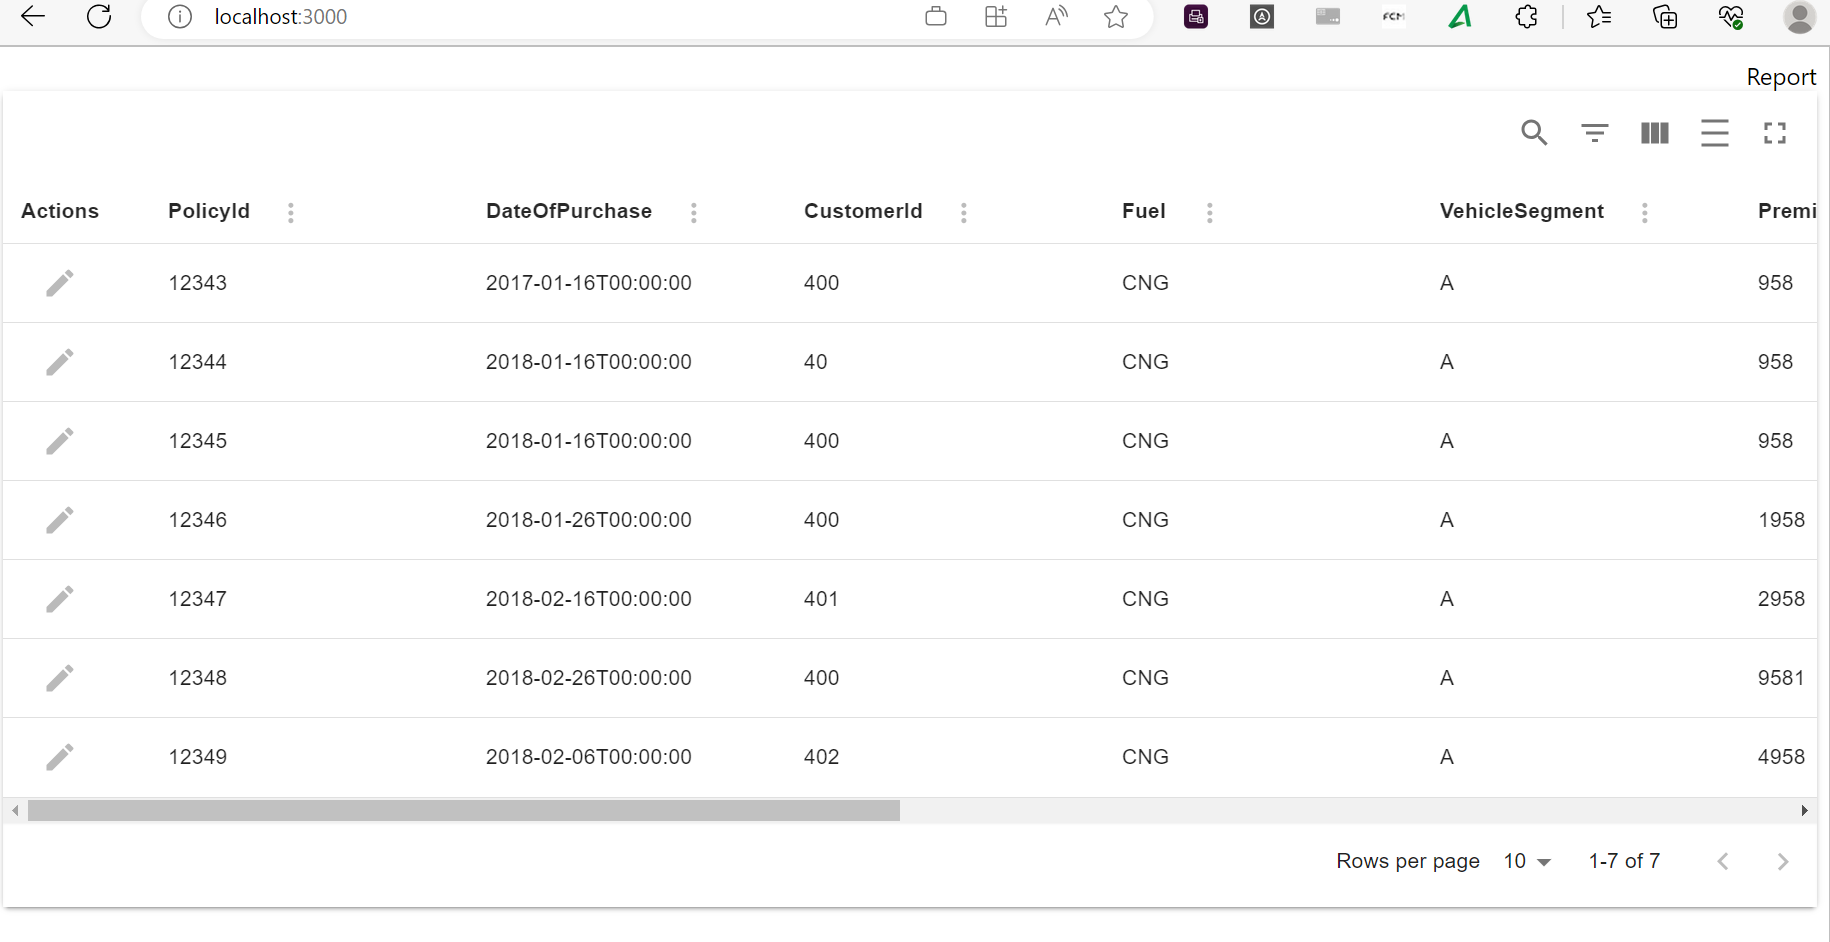 localhost:3000
FCM
Report
Actions PolicyId DateOfPurchase CustomerId Fuel VehicleSegment Premi
12343 2017-01-16T00:00:00 400 CNG A 958
12344 2018-01-16T00:00:00 40 CNG A 958
12345 2018-01-16T00:00:00 400 CNG A 958
12346 2018-01-26T00:00:00 400 CNG A 1958
12347 2018-02-16T00:00:00 401 CNG A 2958
12348 2018-02-26T00:00:00 400 CNG A 9581
12349 2018-02-06T00:00:00 402 CNG A 4958
Rows per page 10 1-7 of 7